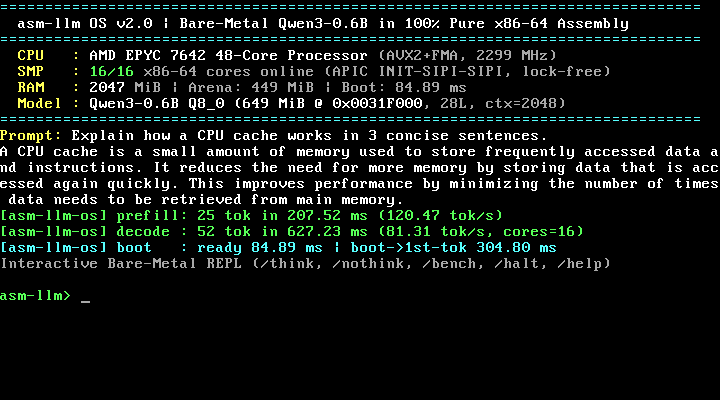 ================================================================================
asm-llm OS v2.0 | Bare-Metal Qwen3-0.6B in 100% Pure x86-64 Assembly
================================================================================
CPU : AMD EPYC 7642 48-Core Processor (AVX2+FMA, 2299 MHz)
SMP : 16/16 x86-64 cores online (APIC INIT-SIPI-SIPI, lock-free)
RAM : 2047 MiB | Arena: 449 MiB | Boot: 84.89 ms
Model : Qwen3-0.6B Q8_0 (649 MiB @ 0x0031F000, 28L, ctx=2048)
================================================================================
Prompt: Explain how a CPU cache works in 3 concise sentences.
A CPU cache is a small amount of memory used to store frequently accessed data a
nd instructions. It reduces the need for more memory by storing data that is acc
essed again quickly. This improves performance by minimizing the number of times
 data needs to be retrieved from main memory.
[asm-llm-os] prefill: 25 tok in 207.52 ms (120.47 tok/s)
[asm-llm-os] decode : 52 tok in 627.23 ms (81.31 tok/s, cores=16)
[asm-llm-os] boot   : ready 84.89 ms | boot->1st-tok 304.80 ms
Interactive Bare-Metal REPL (/think, /nothink, /bench, /halt, /help)
asm-llm> _